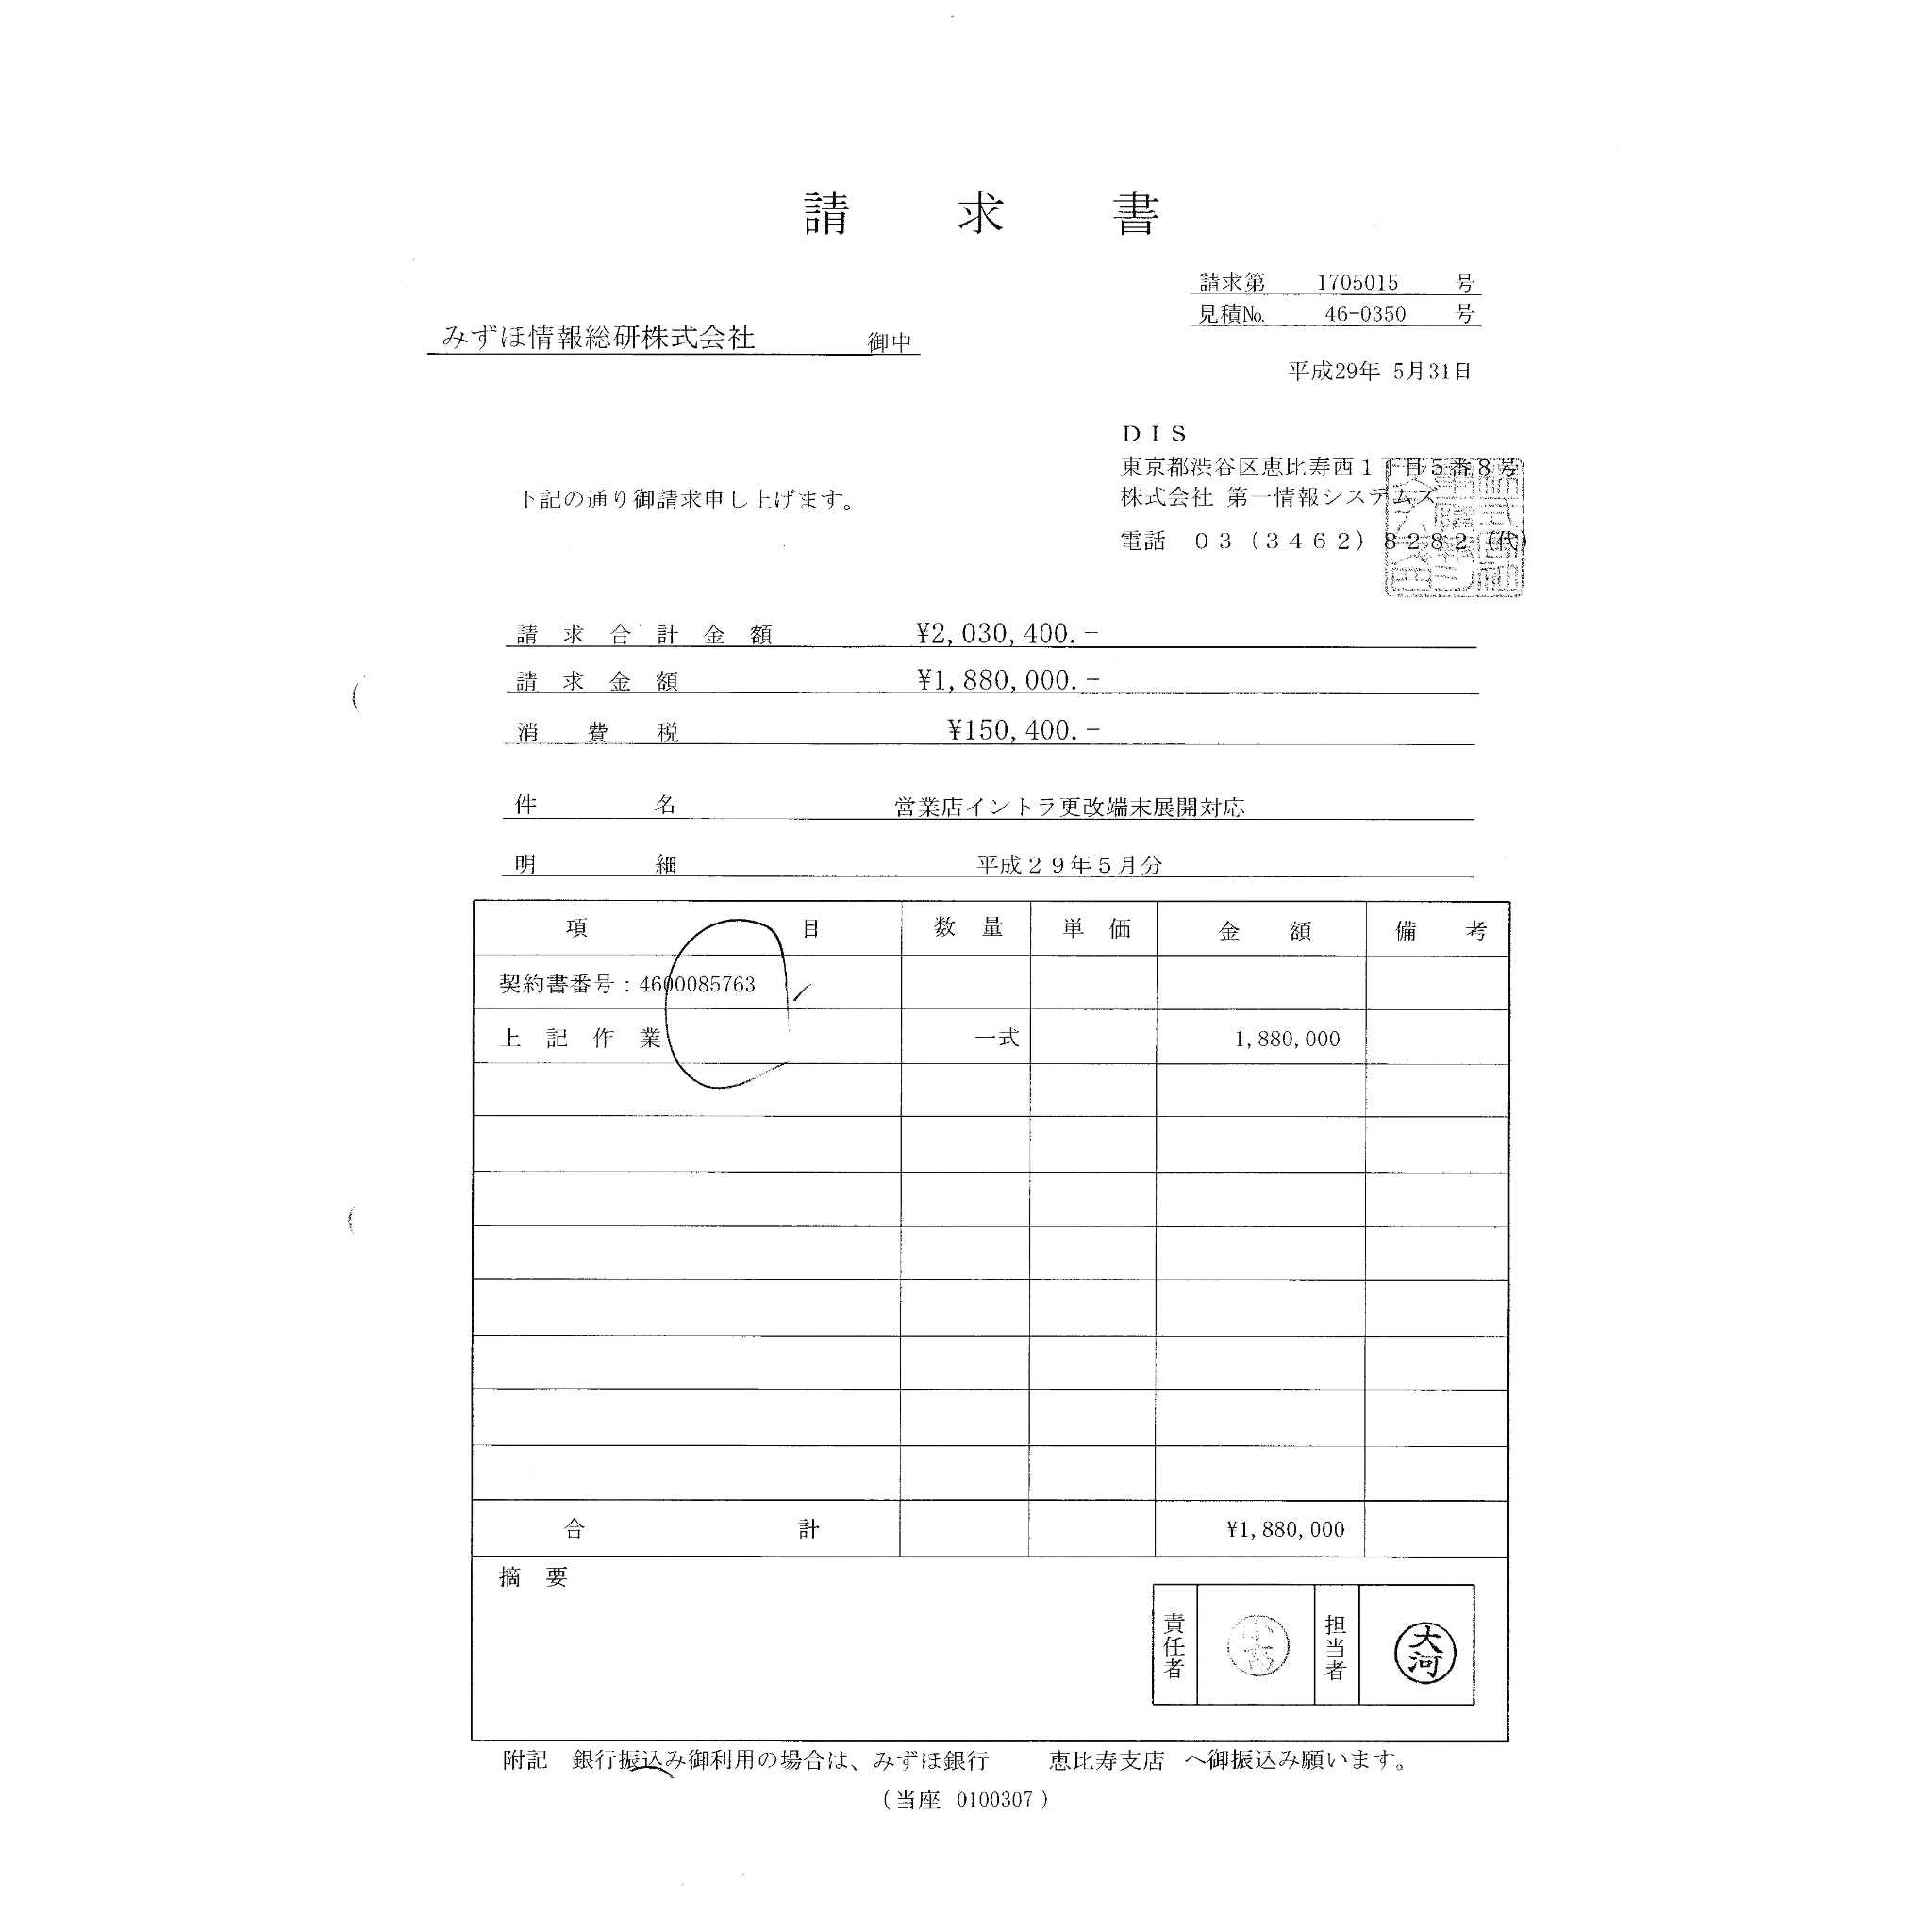 請求書
請求第 1705015 号
見積No. 46-0350 号
みずほ情報総研株式会社 御中
平成29年 5月31日
DIS
東京都渋谷区恵比寿西1丁目5番8号
株式会社 第一情報システムズ
下記の通り御請求申し上げます。
電話 03(3462)8282(代)
請求合計金額 ¥2,030,400.-
請求金額 ¥1,880,000.-
消費税 ¥150,400.-
件名 営業店イントラ更改端末展開対応
明細 平成29年5月分
項目 数量 単価 金額 備考
契約書番号:4600085763
上記作業 一式 1,880,000
合計 ¥1,880,000
摘要
責任者 担当者 大河
附記 銀行振込み御利用の場合は、みずほ銀行 恵比寿支店 へ御振込み願います。
(当座 0100307)